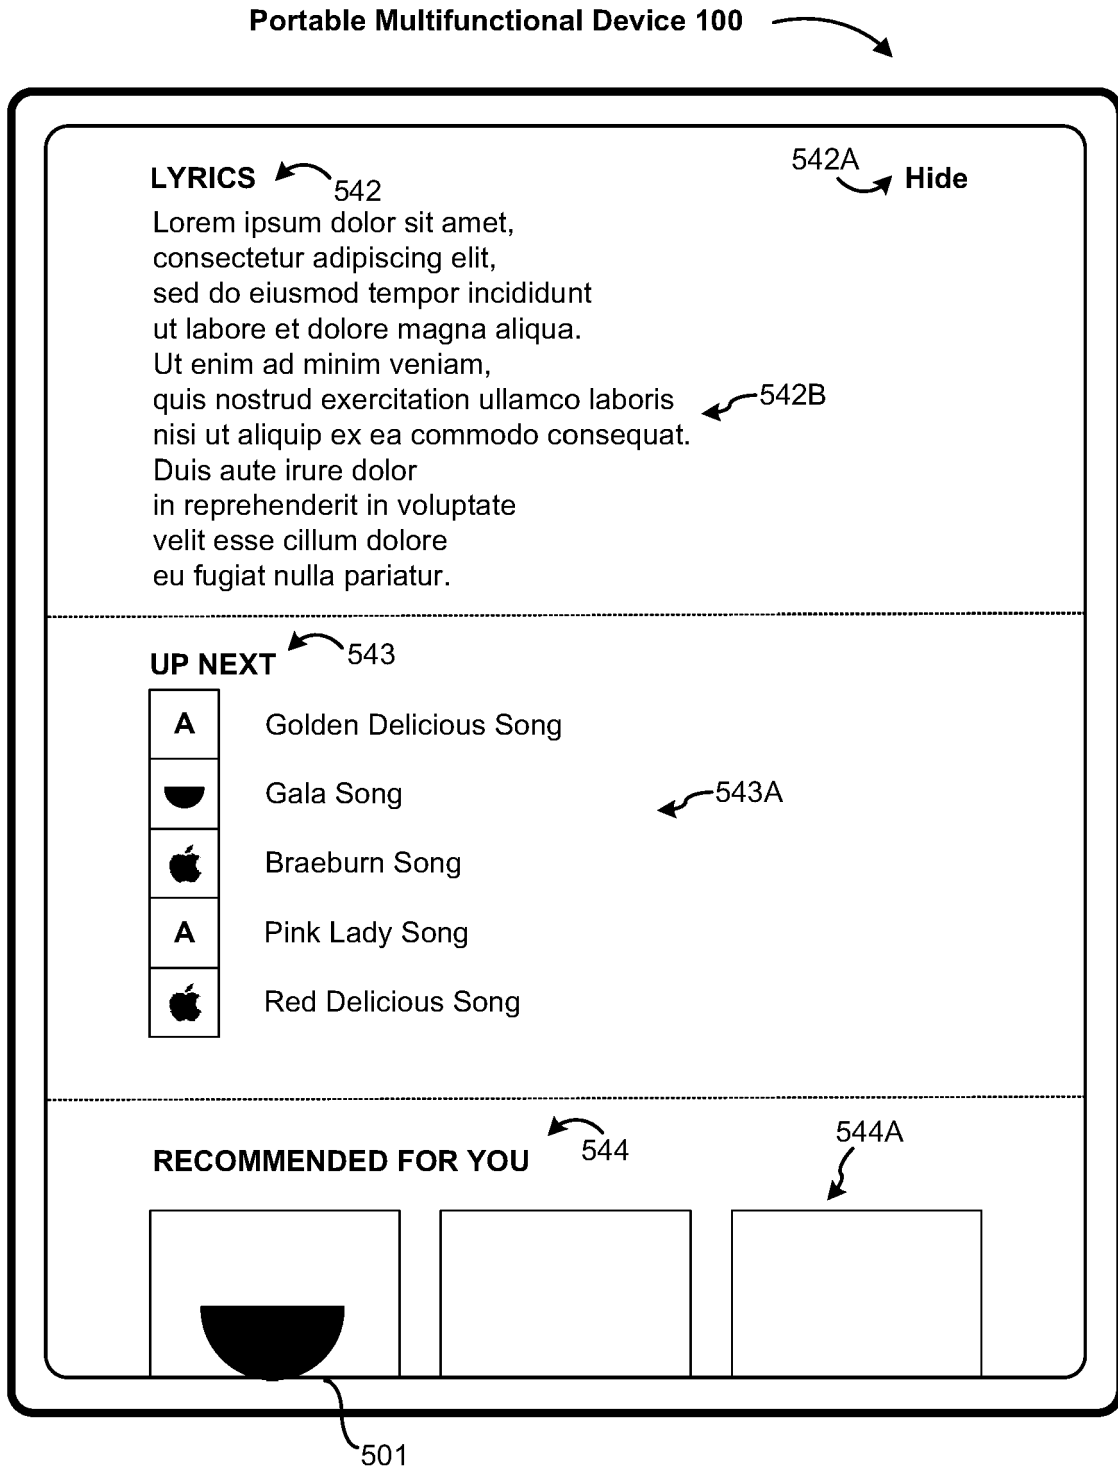 Portable Multifunctional Device 100
LYRICS
542
542A
Hide
Lorem ipsum dolor sit amet,
consectetur adipiscing elit,
sed do eiusmod tempor incididunt
ut labore et dolore magna aliqua.
Ut enim ad minim veniam,
quis nostrud exercitation ullamco laboris
542B
nisi ut aliquip ex ea commodo consequat.
Duis aute irure dolor
in reprehenderit in voluptate
velit esse cillum dolore
eu fugiat nulla pariatur.
UP NEXT
543
A Golden Delicious Song
Gala Song
543A
Braeburn Song
A Pink Lady Song
Red Delicious Song
RECOMMENDED FOR YOU
544
544A
501